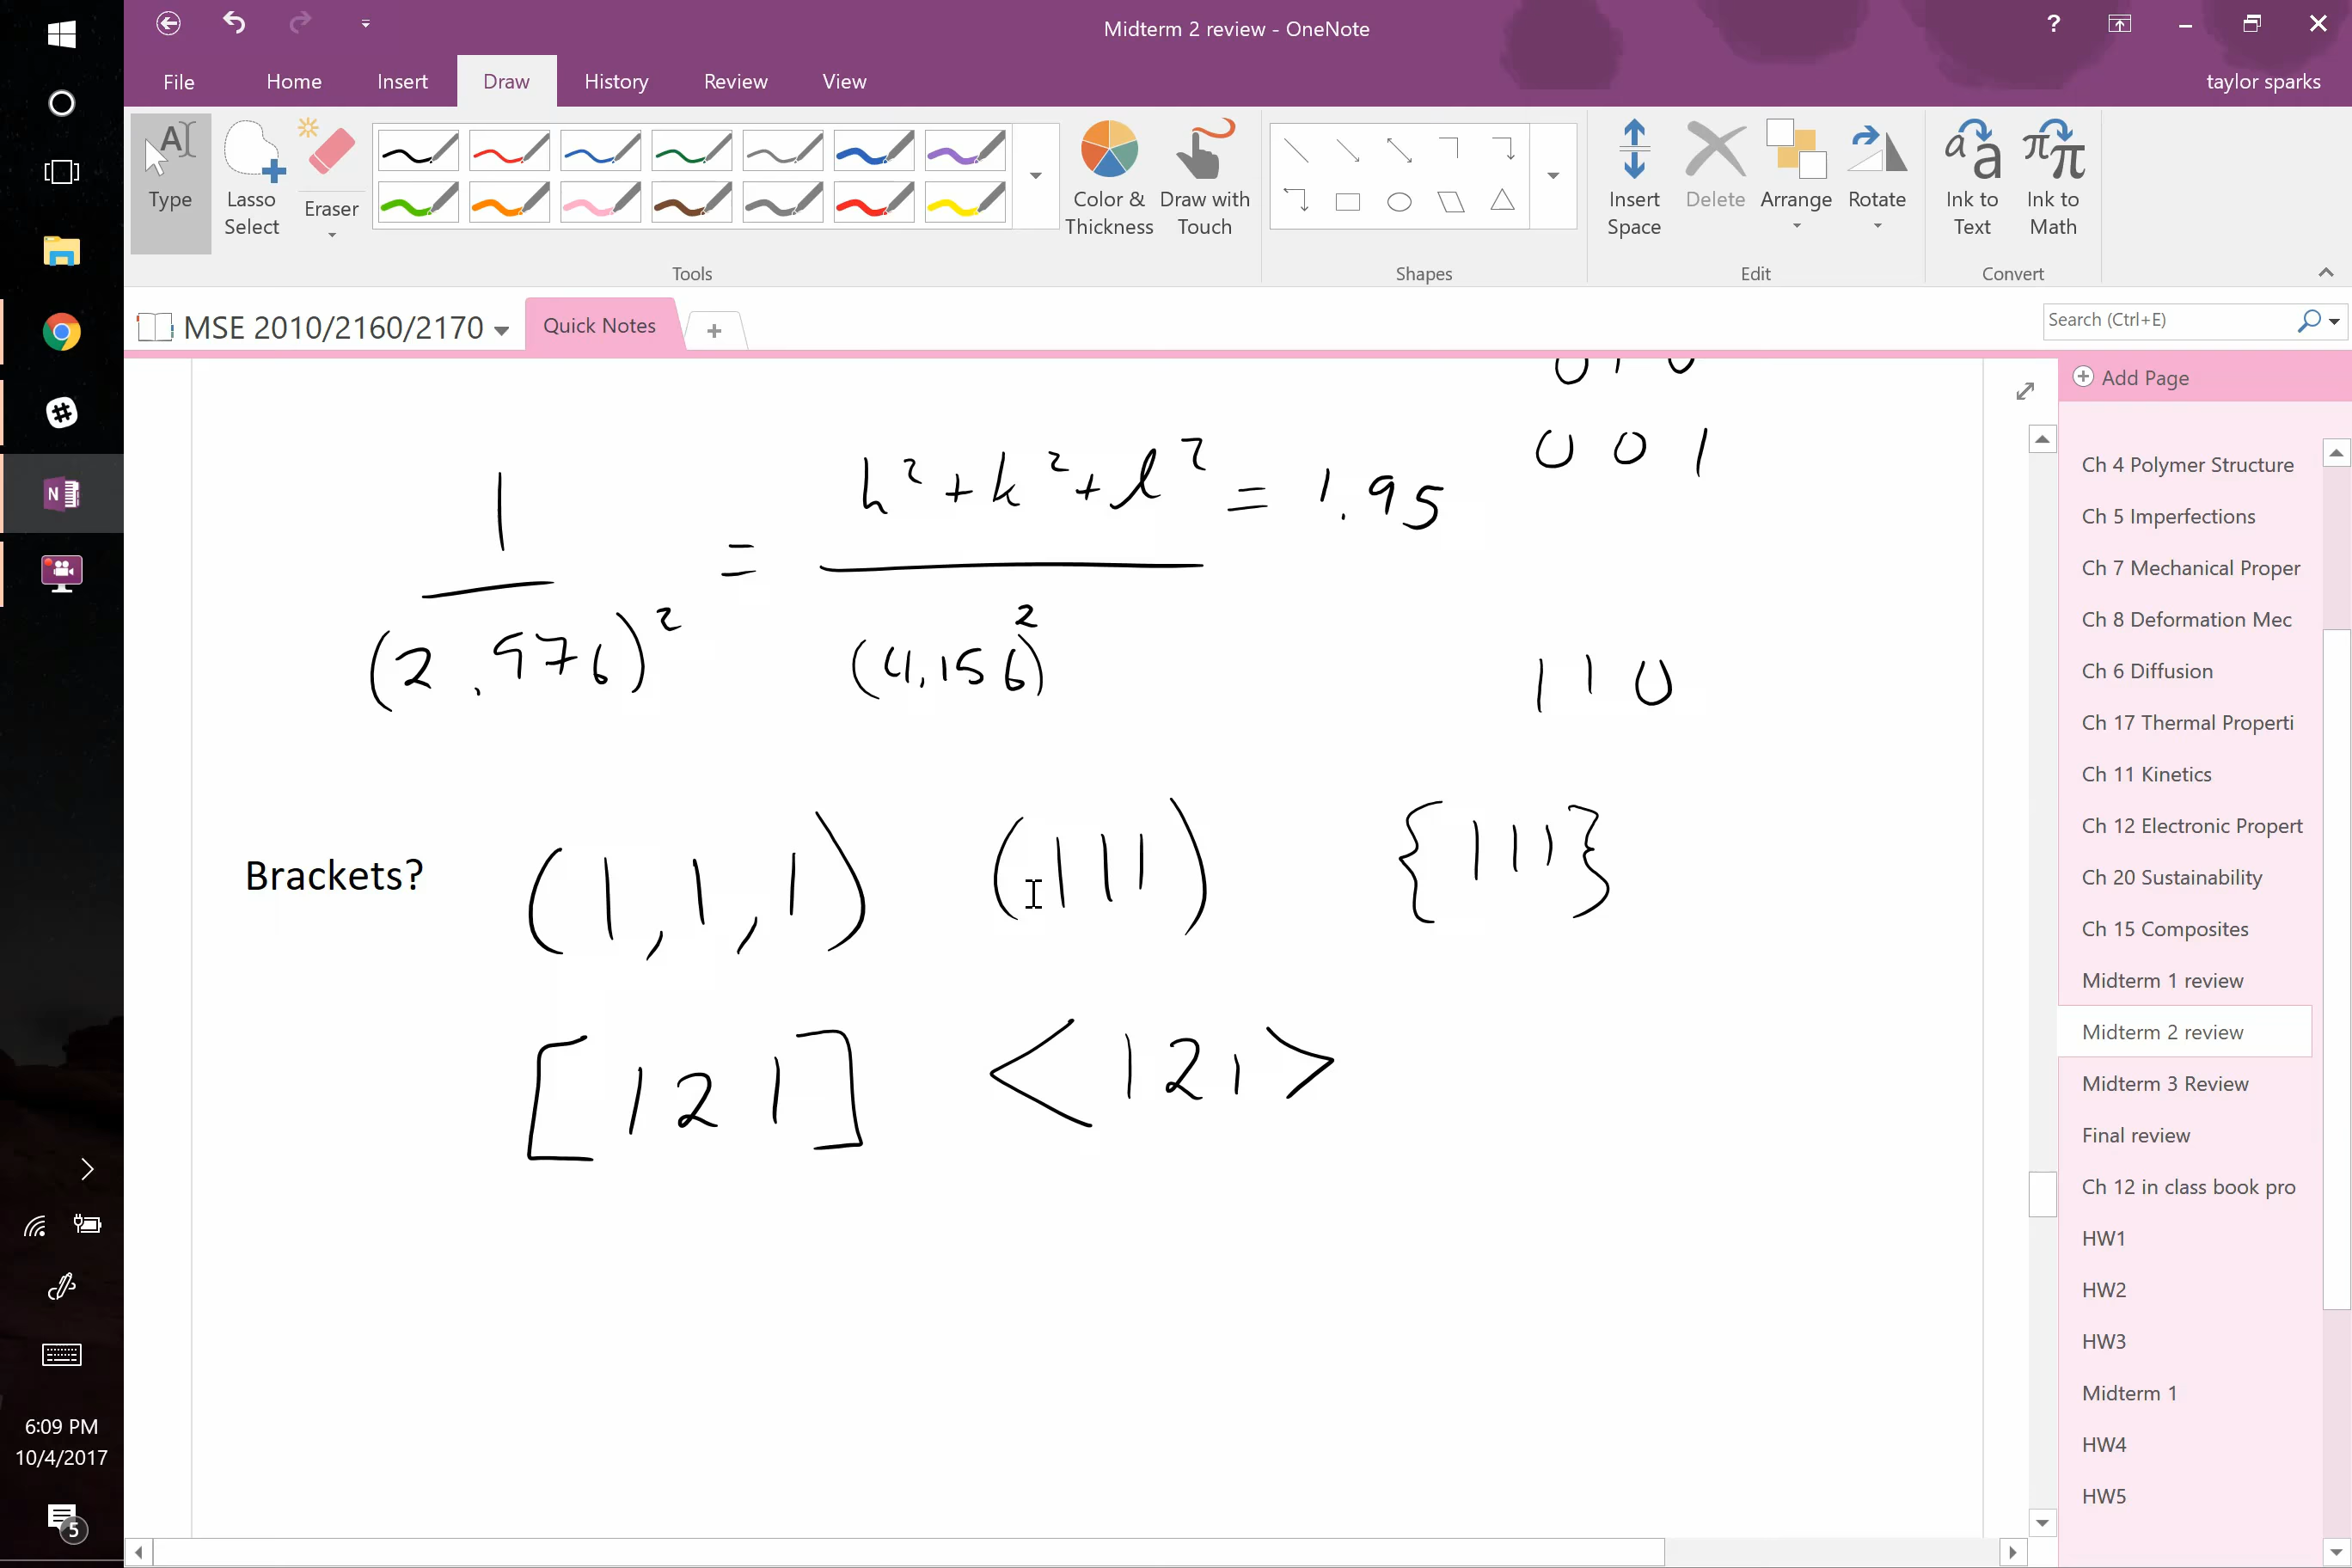 Midterm 2 review - OneNote
?
File Home Insert Draw History Review View
taylor sparks
Type
Lasso Select
Eraser
Color & Thickness
Draw with Touch
Insert Space
Delete
Arrange
Rotate
Ink to Text
Ink to Math
Tools
Shapes
Edit
Convert
MSE 2010/2160/2170
Quick Notes
Search (Ctrl+E)
0 0 1
1 / (2.976)² = h² + k² + l² / (4.156)² = 1.95
1 1 0
Brackets? (1,1,1) (111) {111}
[121] <121>
Add Page
Ch 4 Polymer Structure
Ch 5 Imperfections
Ch 7 Mechanical Proper
Ch 8 Deformation Mec
Ch 6 Diffusion
Ch 17 Thermal Properti
Ch 11 Kinetics
Ch 12 Electronic Propert
Ch 20 Sustainability
Ch 15 Composites
Midterm 1 review
Midterm 2 review
Midterm 3 Review
Final review
Ch 12 in class book pro
HW1
HW2
HW3
Midterm 1
HW4
HW5
6:09 PM
10/4/2017
5